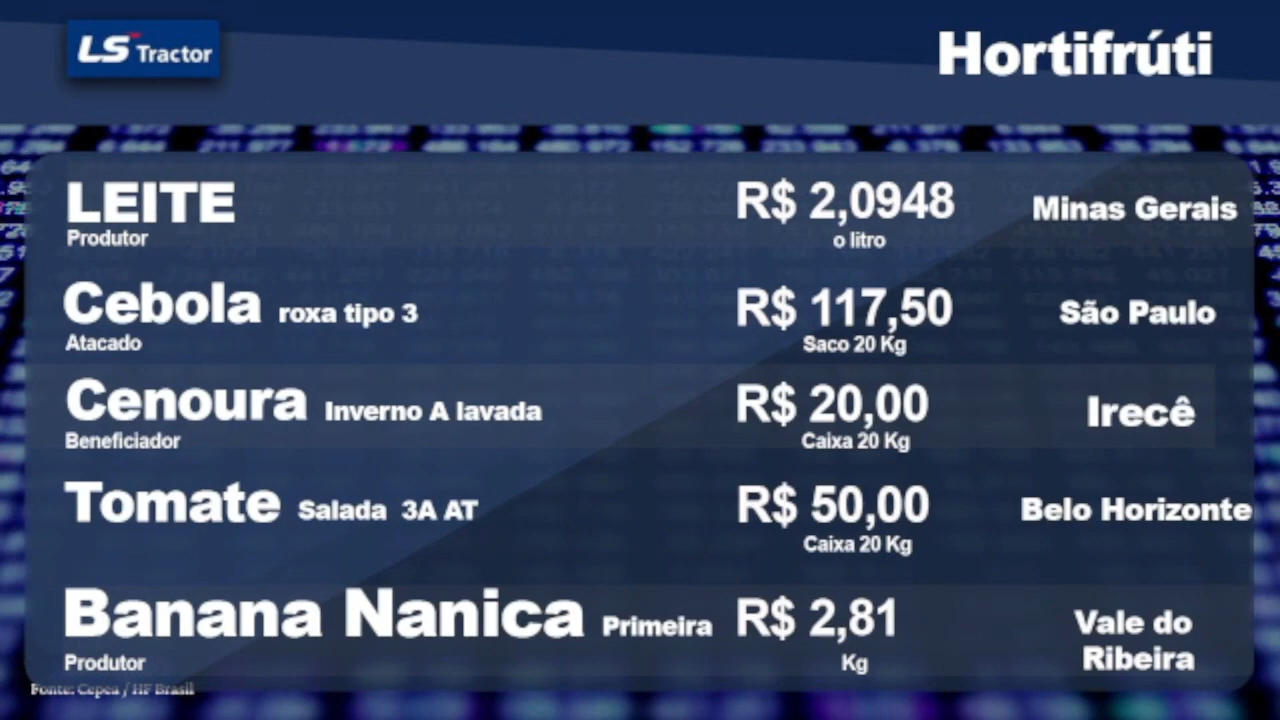 LS Tractor
Hortifrúti
LEITE R$ 2,0948 Minas Gerais
Produtor o litro
Cebola roxa tipo 3 R$ 117,50 São Paulo
Atacado Saco 20 Kg
Cenoura Inverno A lavada R$ 20,00 Irecê
Beneficiador Caixa 20 Kg
Tomate Salada 3A AT R$ 50,00 Belo Horizonte
Caixa 20 Kg
Banana Nanica Primeira R$ 2,81 Vale do
Produtor Kg Ribeira
Fonte: Cepea / HF Brasil